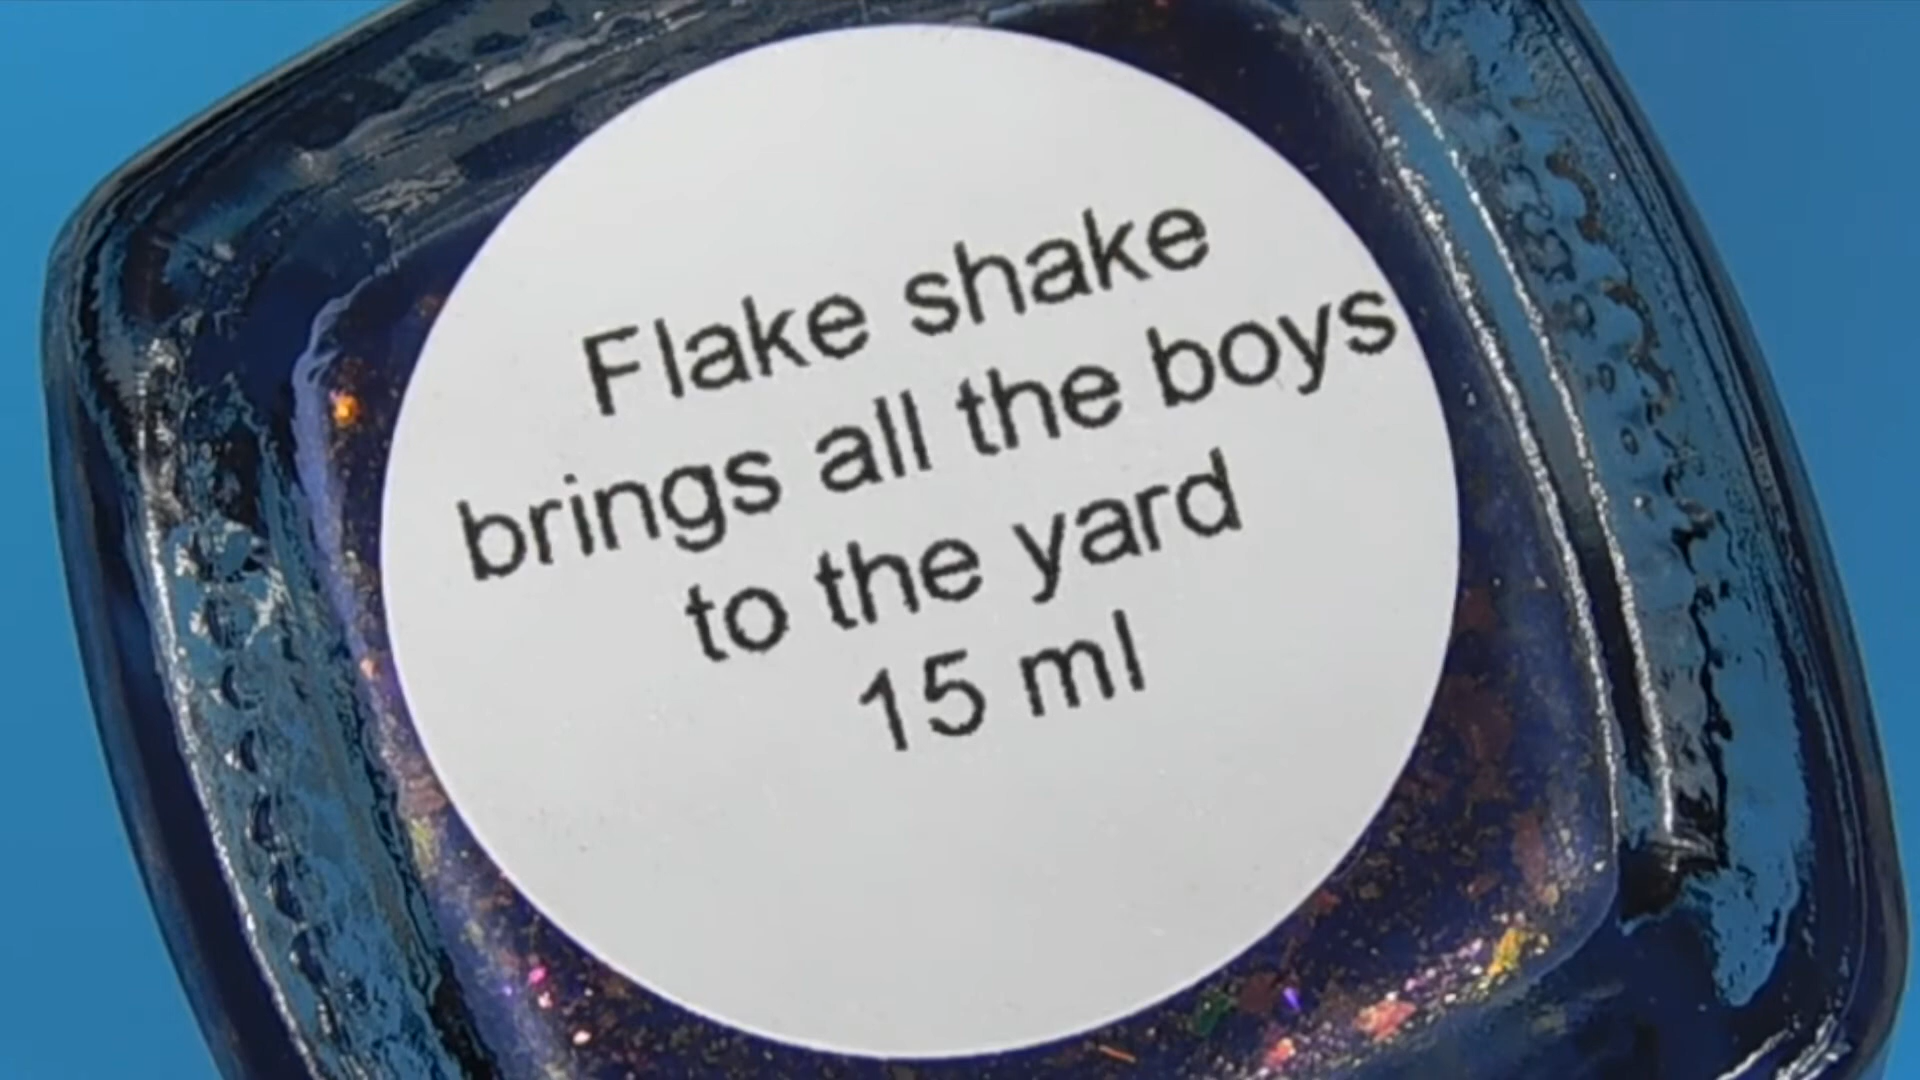 Flake shake
brings all the boys
to the yard
15 ml